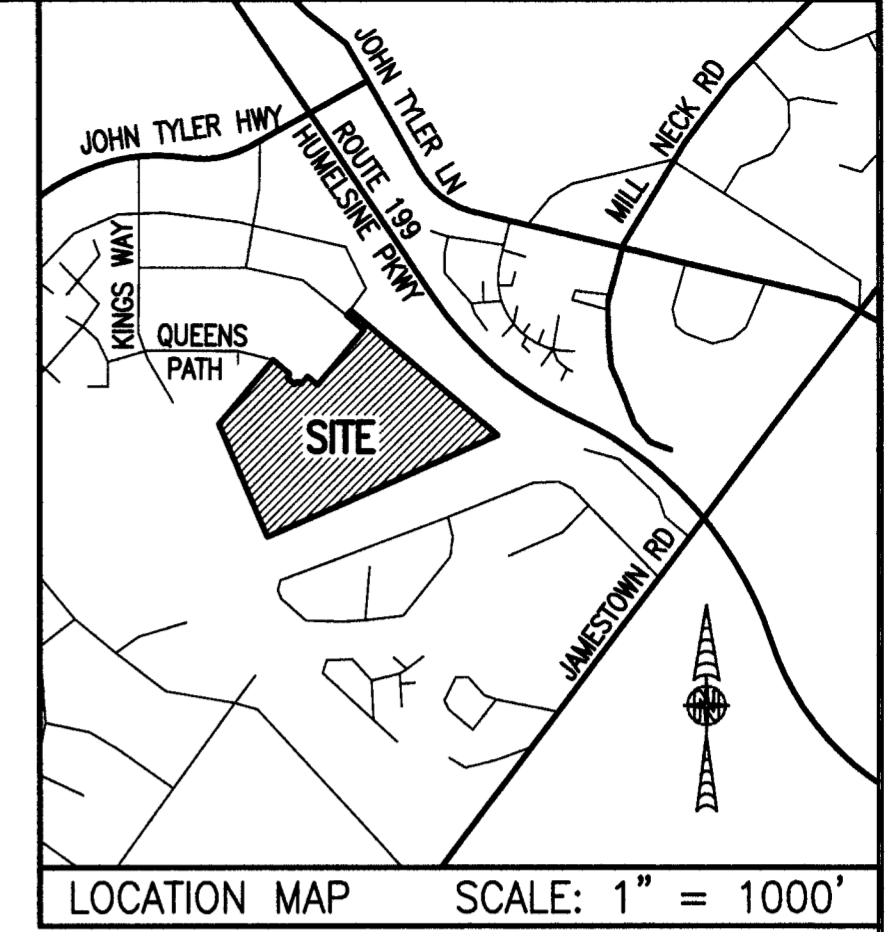 JOHN TYLER HWY
JOHN TYLER LN
ROUTE 199
HUMELSINE PKWY
MILL NECK RD
KINGS WAY
QUEENS
PATH
SITE
JAMESTOWN RD
N
LOCATION MAP SCALE: 1" = 1000'